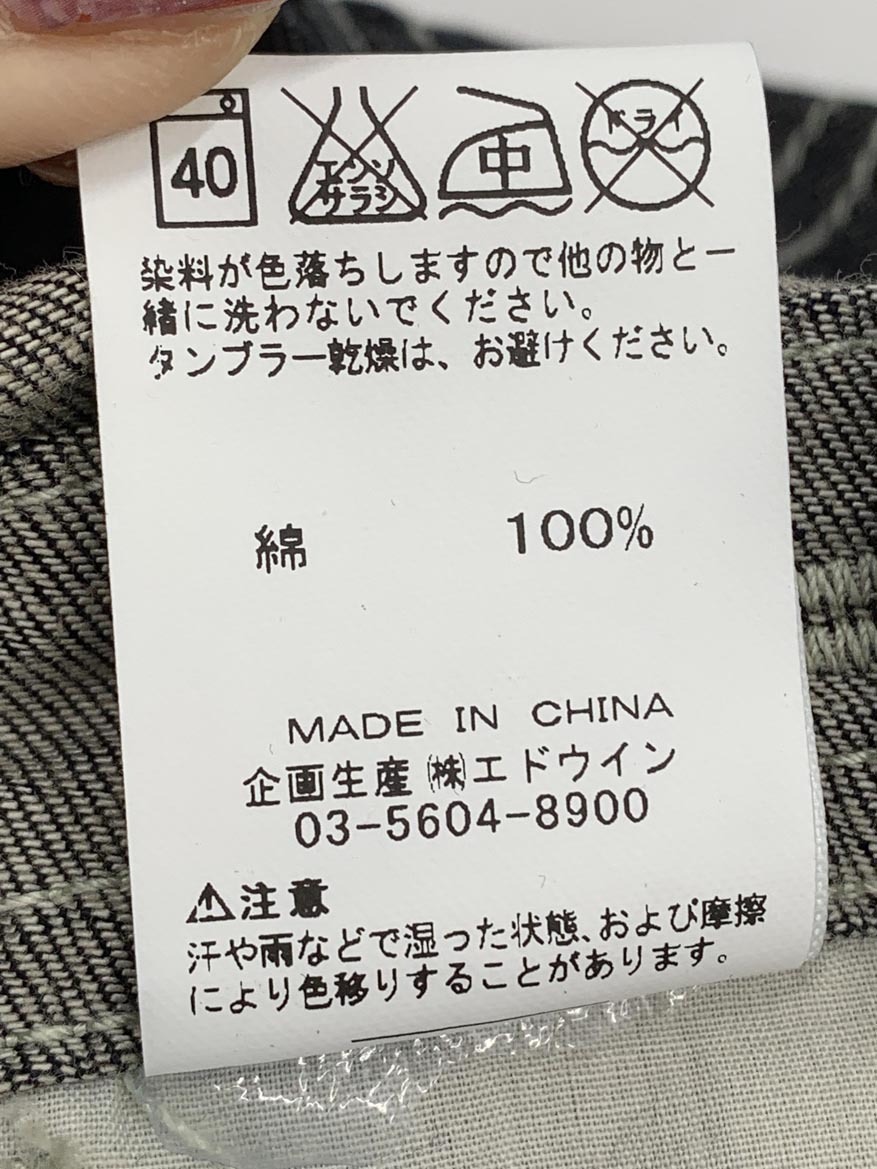 40 エンソ サラシ 中 ドライ
染料が色落ちしますので他の物と一
緒に洗わないでください。
タンブラー乾燥は、お避けください。
綿 100%
MADE IN CHINA
企画生産 ㈱エドウイン
03-5604-8900
⚠注意
汗や雨などで湿った状態、および摩擦
により色移りすることがあります。